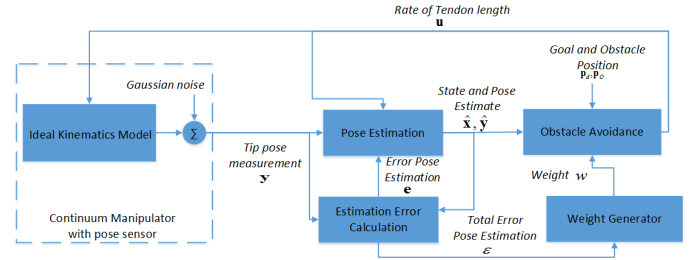 Rate of Tendon length
u
Goal and Obstacle
Position
p_d, p_O
Gaussian noise
State and Pose
Estimate
x̂, ŷ
Ideal Kinematics Model
Σ
Pose Estimation
Obstacle Avoidance
Tip pose
measurement
y
Error Pose
Estimation
e
Weight w
Continuum Manipulator
with pose sensor
Estimation Error
Calculation
Total Error
Pose Estimation
ε
Weight Generator